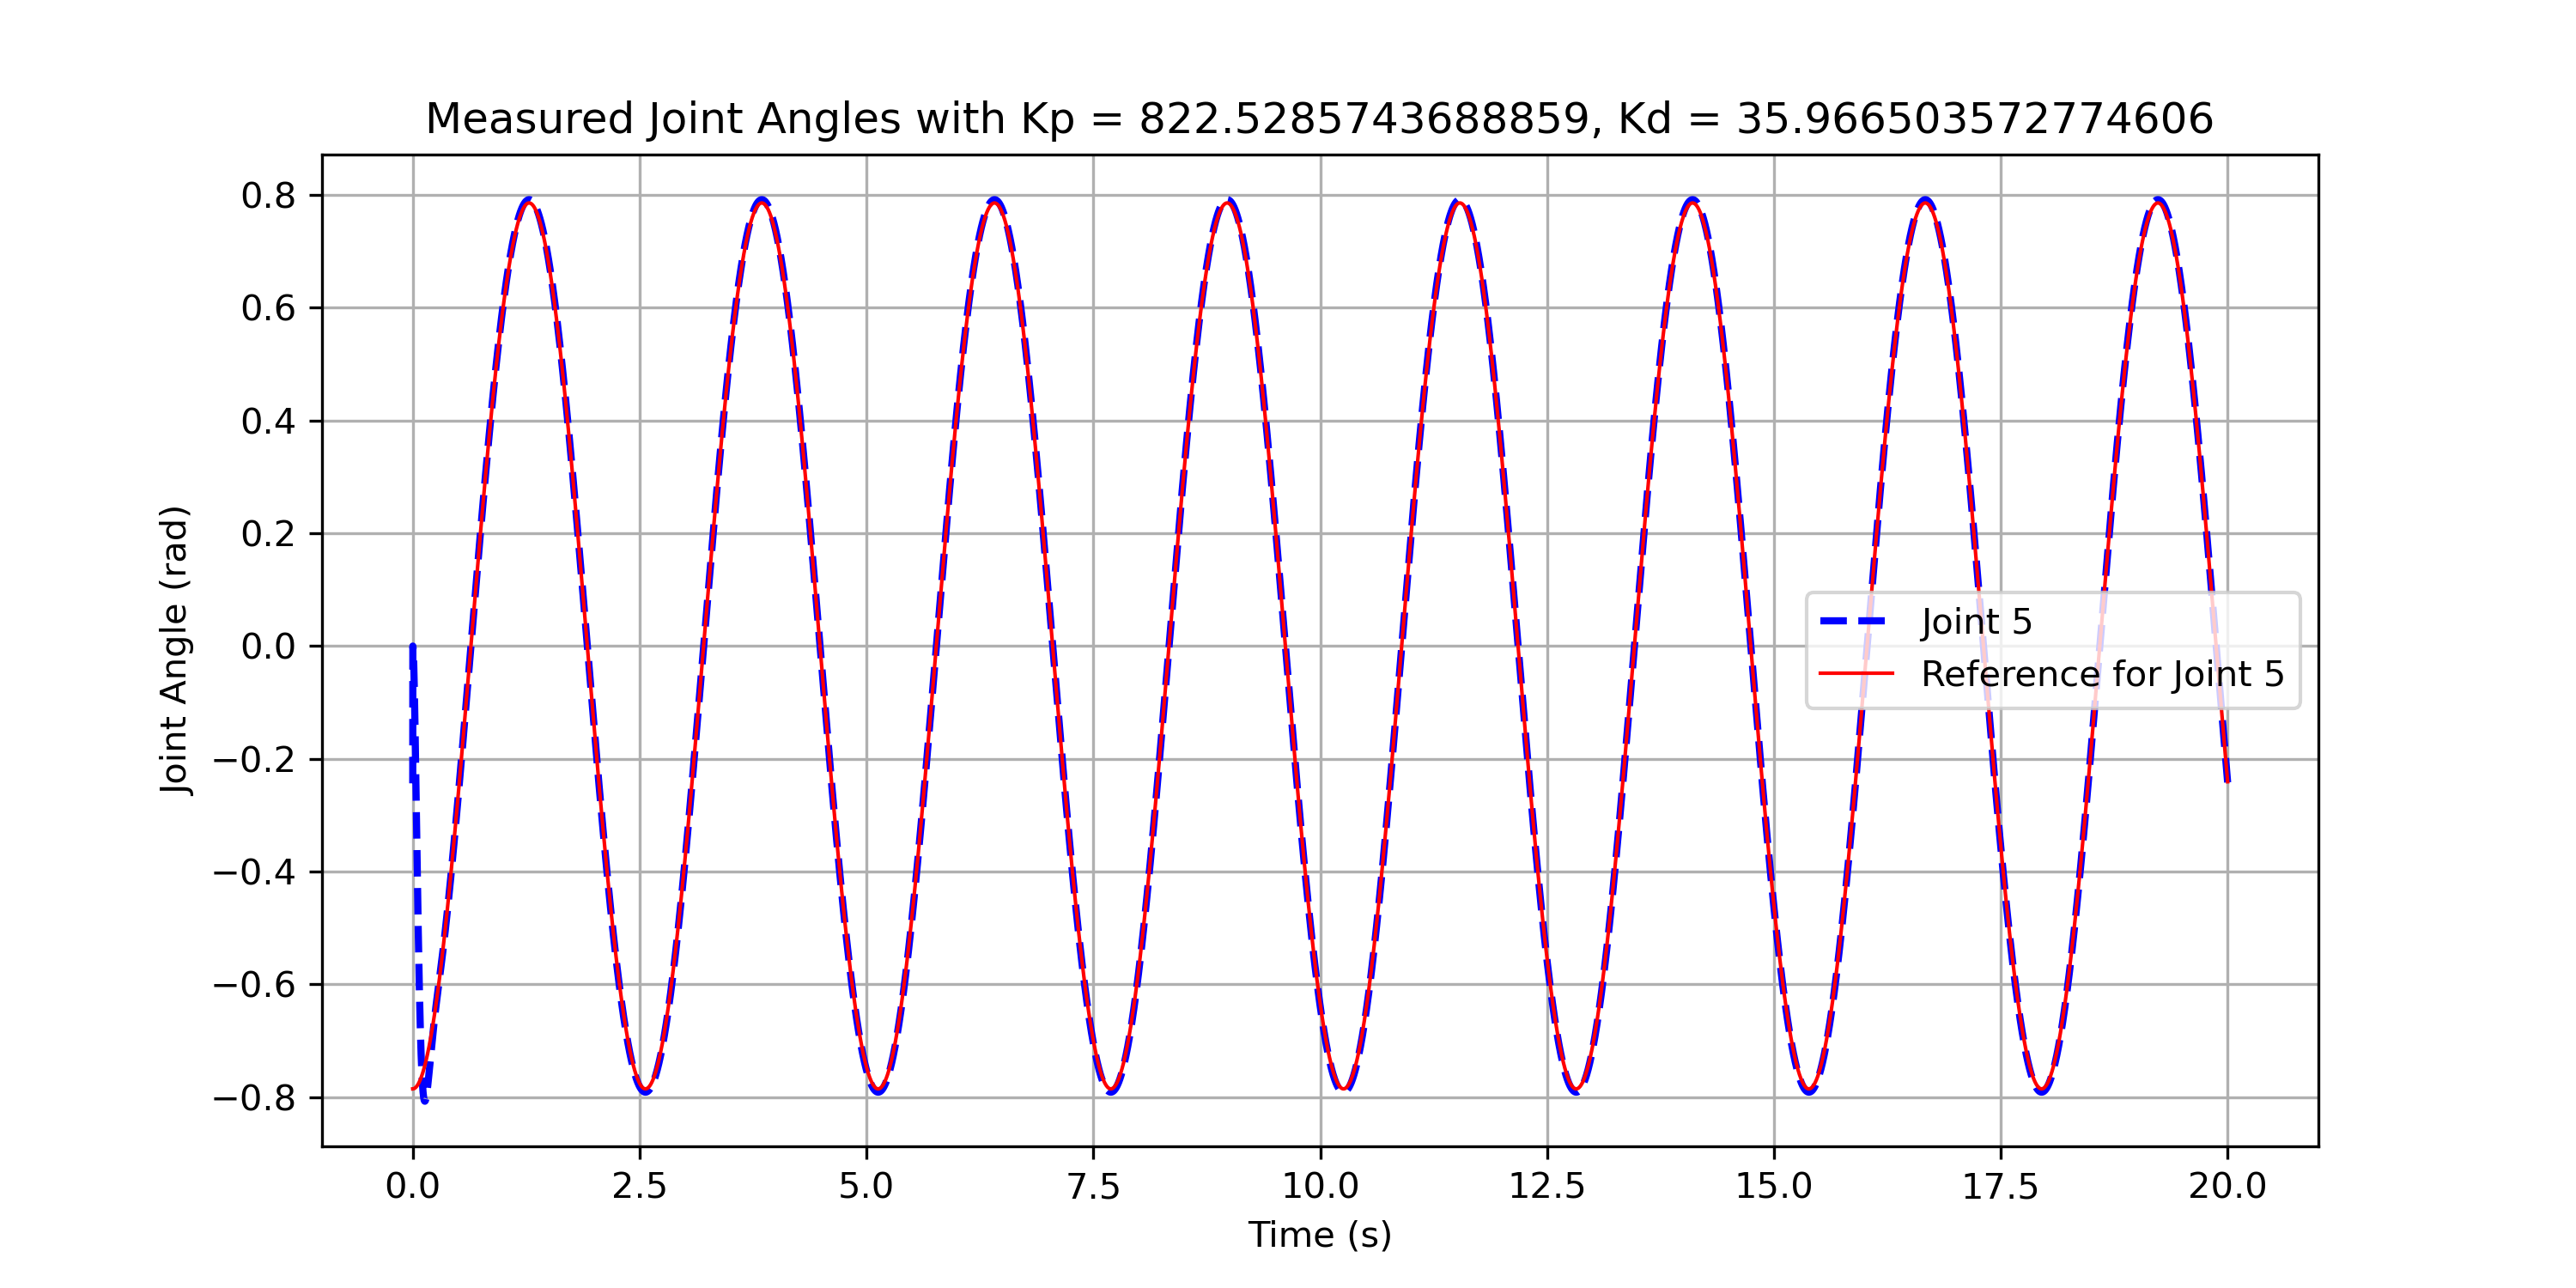 Measured Joint Angles with Kp = 822.5285743688859, Kd = 35.966503572774606
Joint Angle (rad)
0.8
0.6
0.4
0.2
0.0
−0.2
−0.4
−0.6
−0.8
Joint 5
Reference for Joint 5
0.0 2.5 5.0 7.5 10.0 12.5 15.0 17.5 20.0
Time (s)